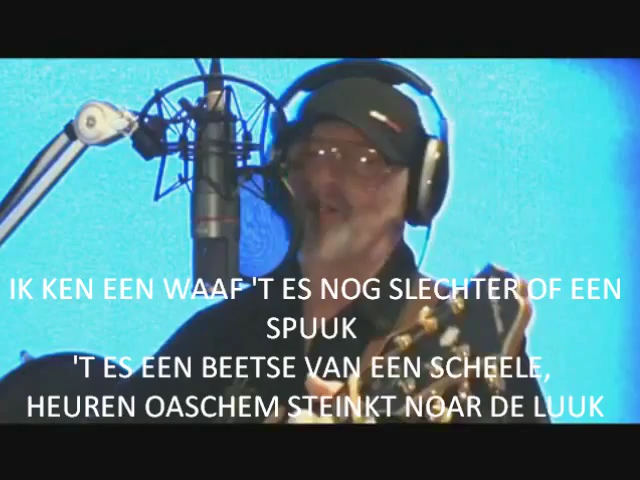 IK KEN EEN WAAF 'T ES NOG SLECHTER OF EEN
SPUUK
'T ES EEN BEETSE VAN EEN SCHEELE,
HEUREN OASCHEM STEINKT NOAR DE LUUK